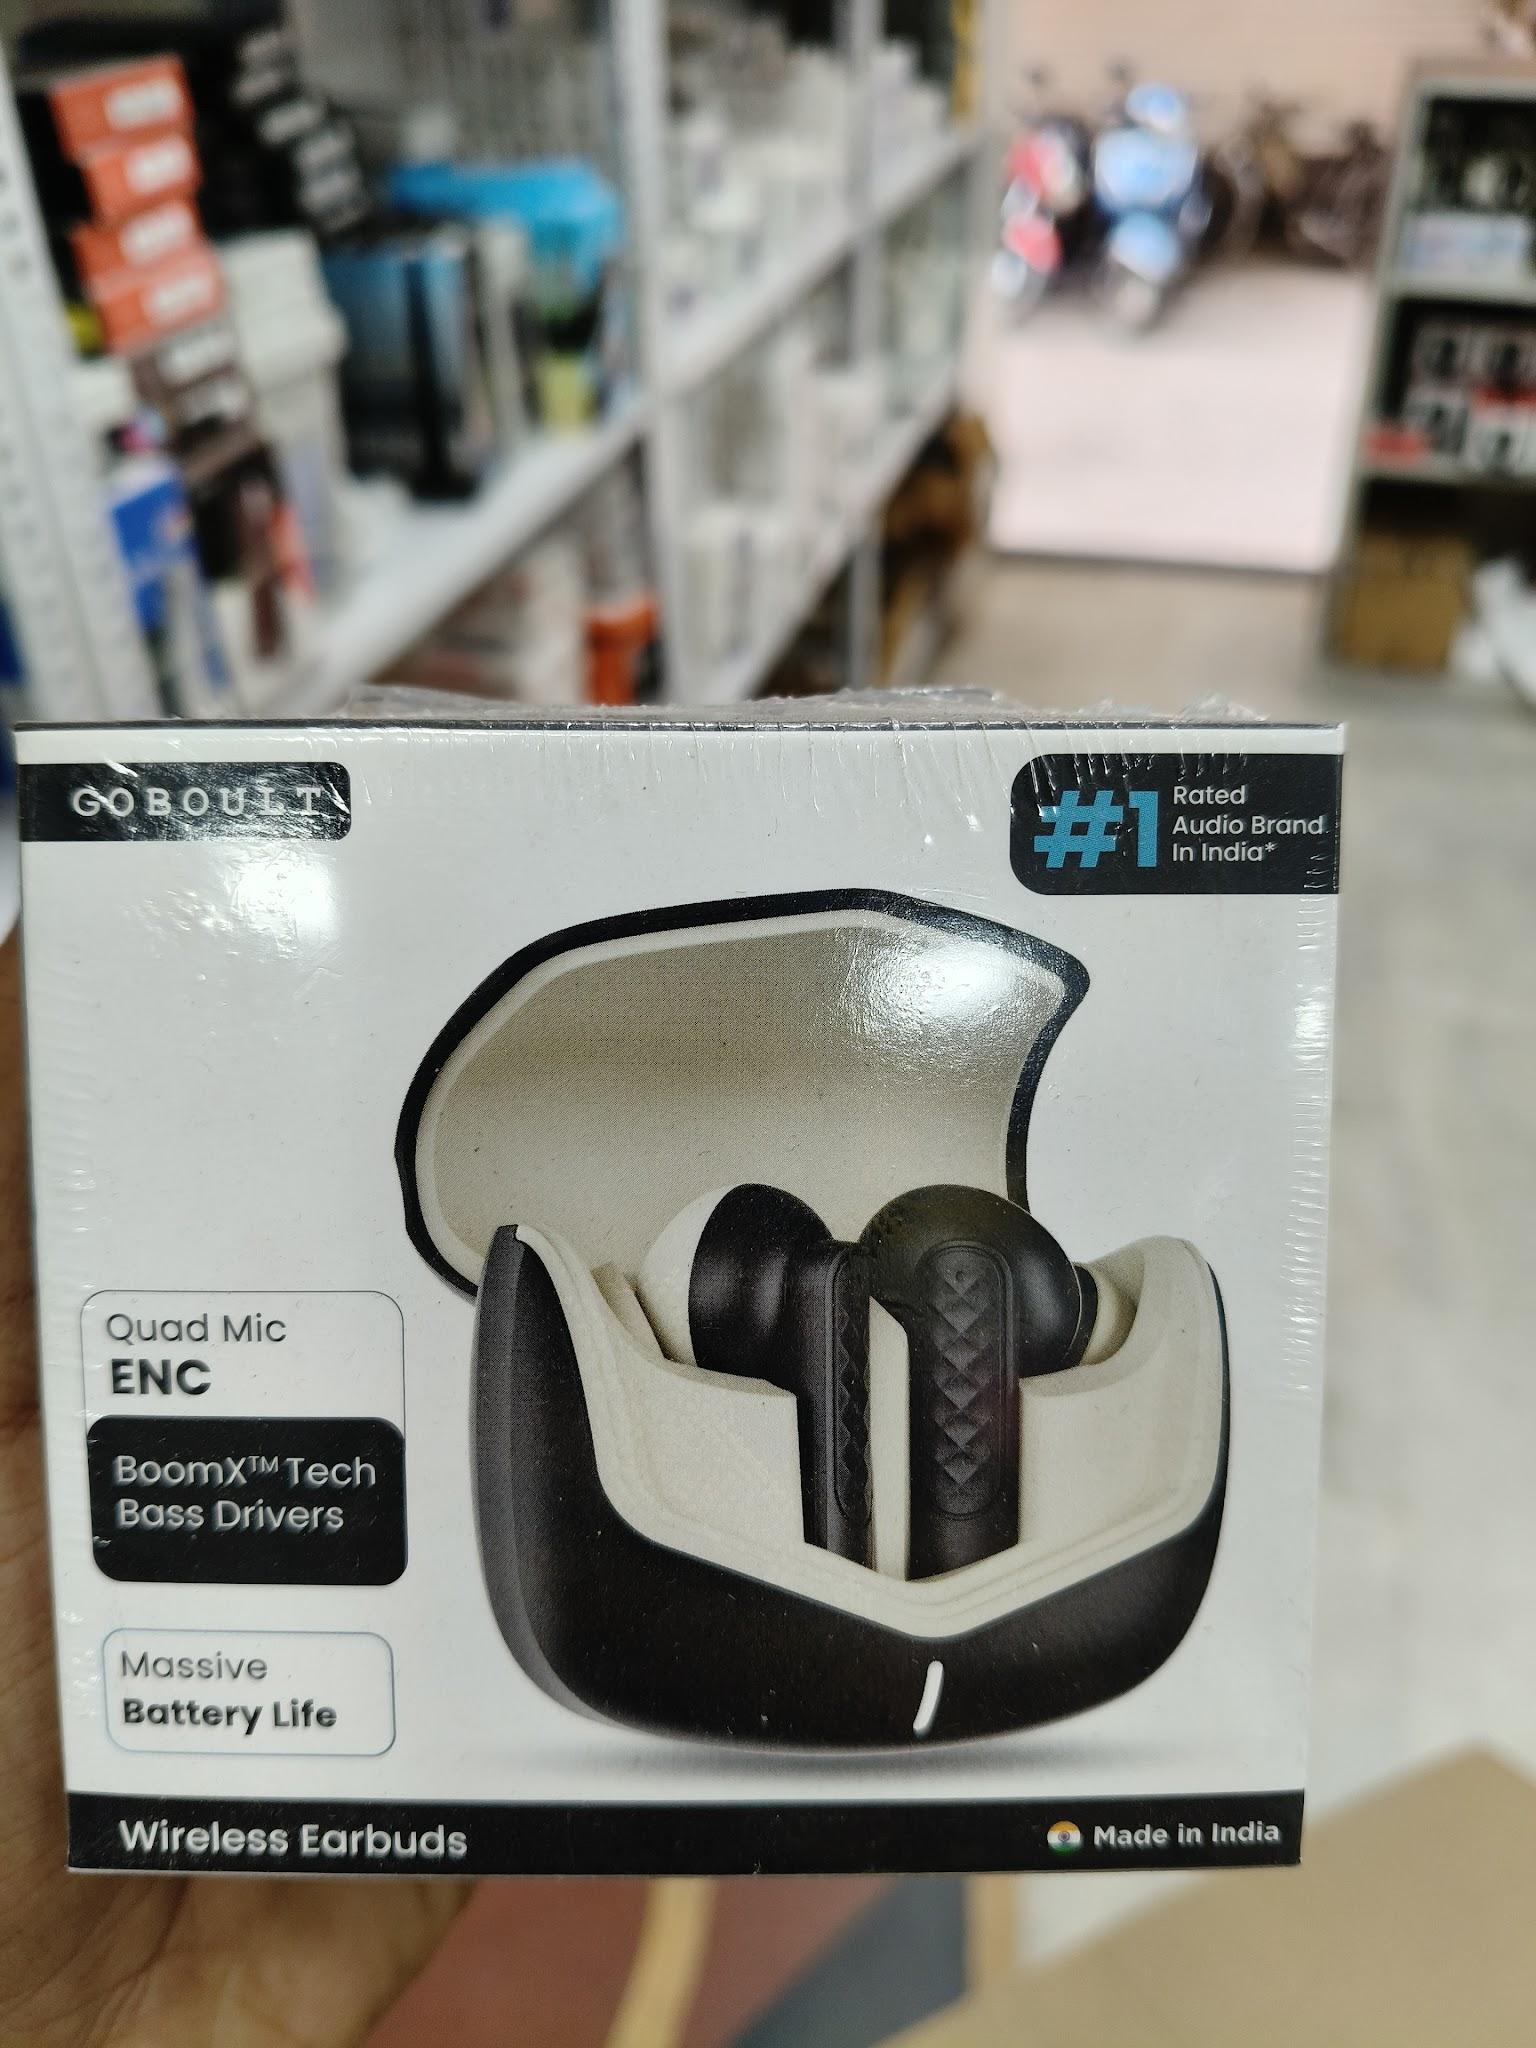 GOBOULT
#1
Rated
Audio Brand
In India*
Quad Mic
ENC
BoomX™ Tech
Bass Drivers
Massive
Battery Life
Wireless Earbuds
Made in India